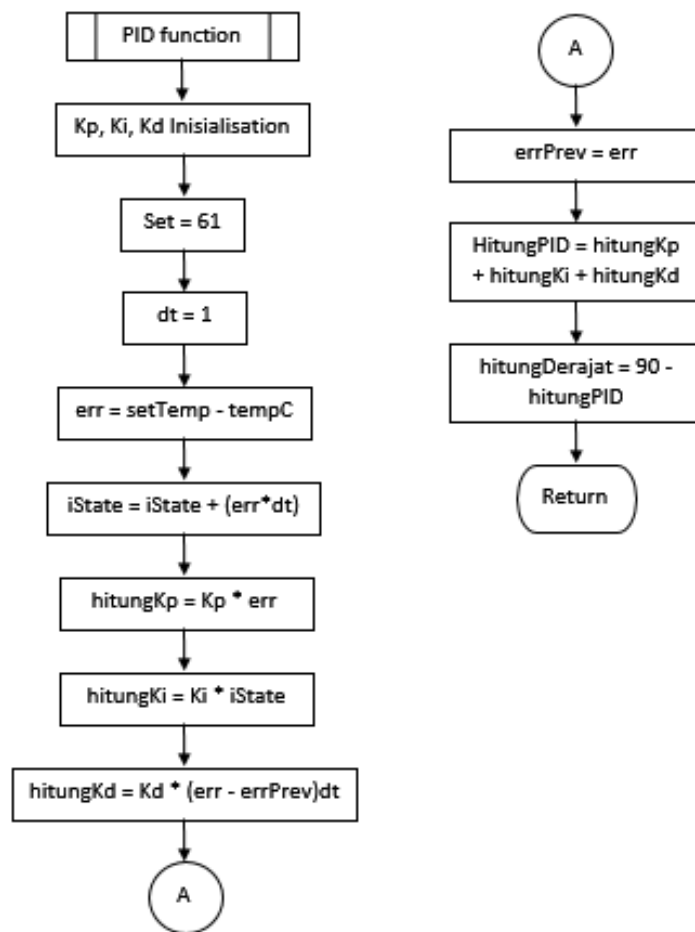 PID function
Kp, Ki, Kd Inisialisation
Set = 61
dt = 1
err = setTemp - tempC
iState = iState + (err*dt)
hitungKp = Kp * err
hitungKi = Ki * iState
hitungKd = Kd * (err - errPrev)dt
A
A
errPrev = err
HitungPID = hitungKp
+ hitungKi + hitungKd
hitungDerajat = 90 -
hitungPID
Return